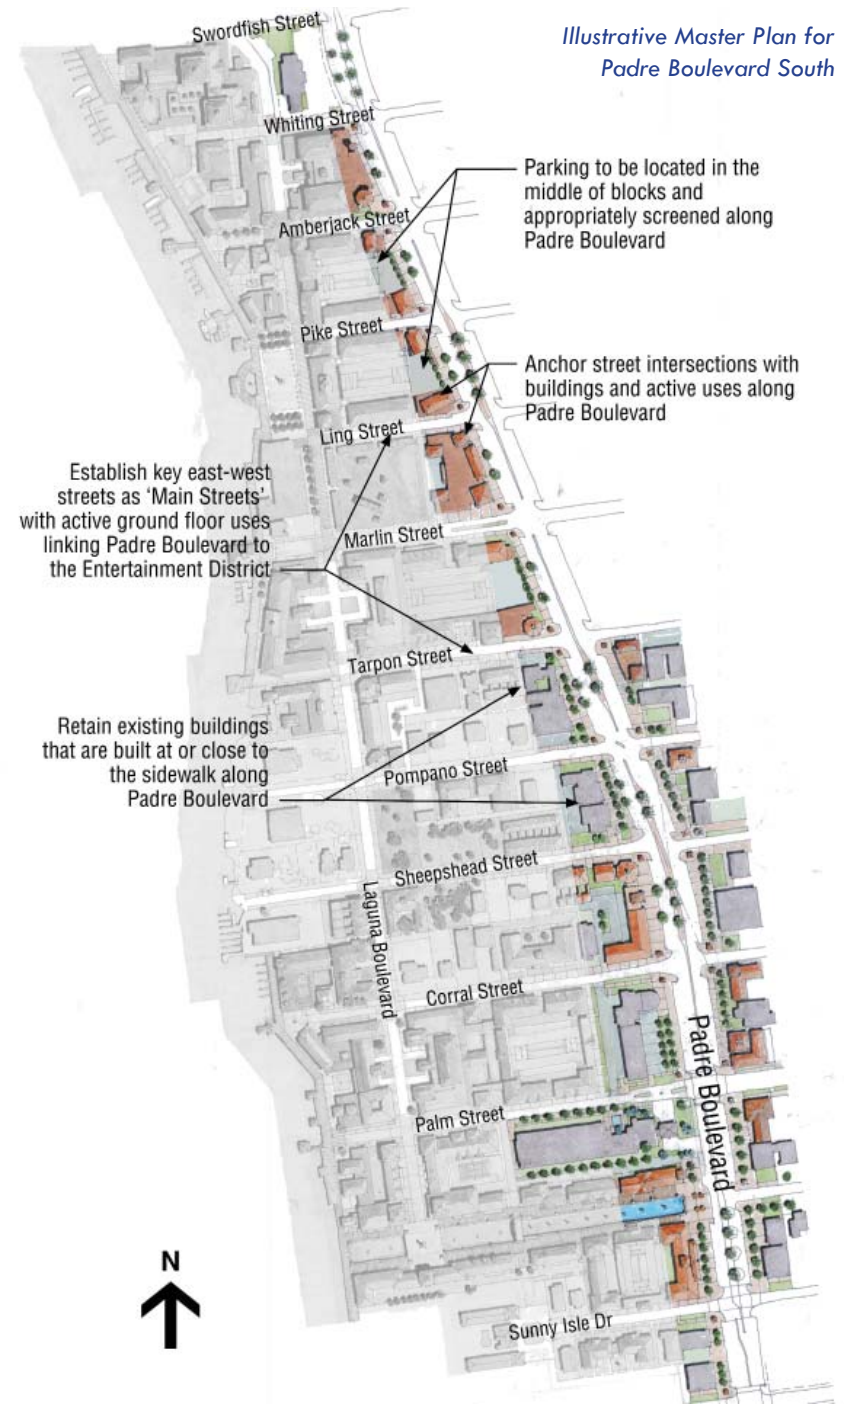 Illustrative Master Plan for
Padre Boulevard South
Swordfish Street
Whiting Street
Parking to be located in the
middle of blocks and
appropriately screened along
Padre Boulevard
Amberjack Street
Pike Street
Anchor street intersections with
buildings and active uses along
Padre Boulevard
Ling Street
Establish key east-west
streets as ‘Main Streets’
with active ground floor uses
linking Padre Boulevard to
the Entertainment District
Marlin Street
Tarpon Street
Retain existing buildings
that are built at or close to
the sidewalk along
Padre Boulevard
Pompano Street
Sheepshead Street
Laguna Boulevard
Corral Street
Padre Boulevard
Palm Street
N
Sunny Isle Dr